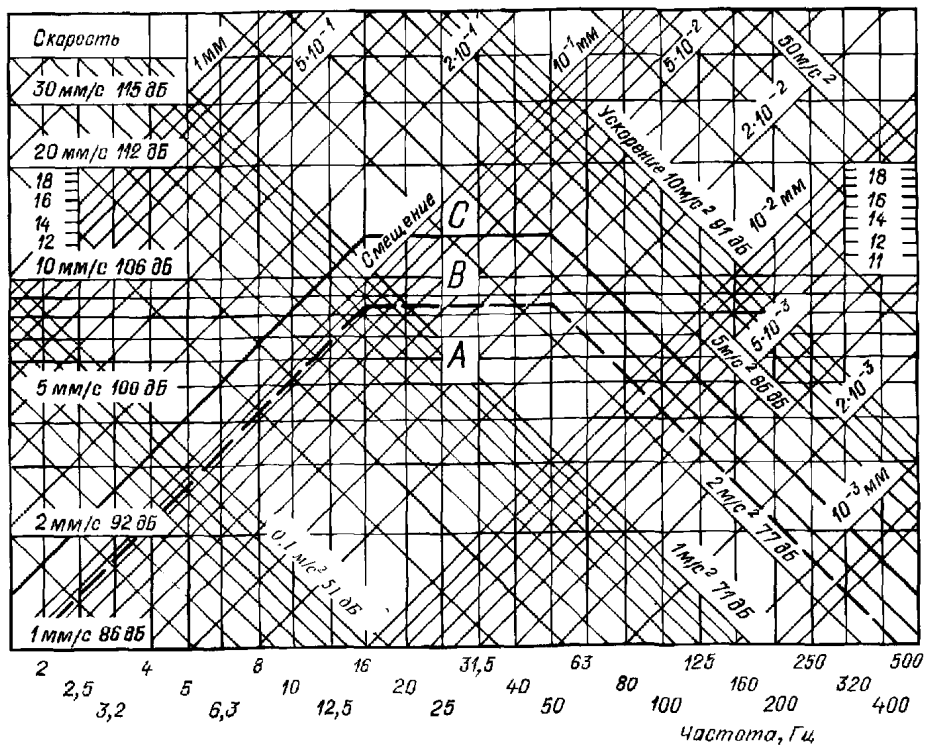 Скорость
30 мм/с 115 дБ
20 мм/с 112 дБ
18
16
14
12
10 мм/с 106 дБ
5 мм/с 100 дБ
2 мм/с 92 дБ
1 мм/с 86 дБ
1 мм
5·10⁻¹
2·10⁻¹
10⁻¹ мм
5·10⁻²
50 м/с²
2·10⁻²
Ускорение 10 м/с² 91 дБ
10⁻² мм
18
16
14
12
11
Смещение
C
B
A
5·10⁻³
5 м/с² 86 дБ
2·10⁻³
10⁻³ мм
2 м/с² 77 дБ
1 м/с² 71 дБ
0,1 м/с² 51 дБ
2 4 8 16 31,5 63 125 250 500
2,5 5 10 20 40 80 160 320
3,2 6,3 12,5 25 50 100 200 400
Частота, Гц